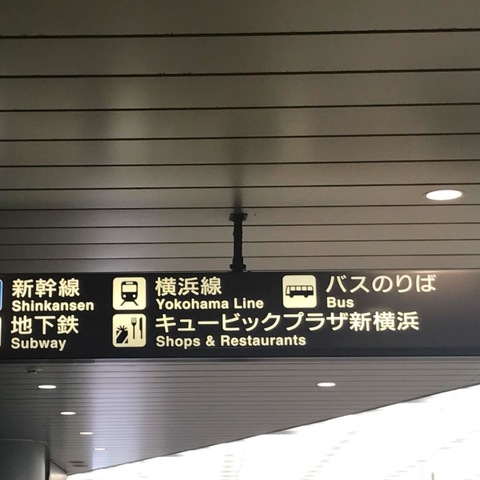 新幹線
Shinkansen
横浜線
Yokohama Line
バスのりば
Bus
地下鉄
Subway
キュービックプラザ新横浜
Shops & Restaurants